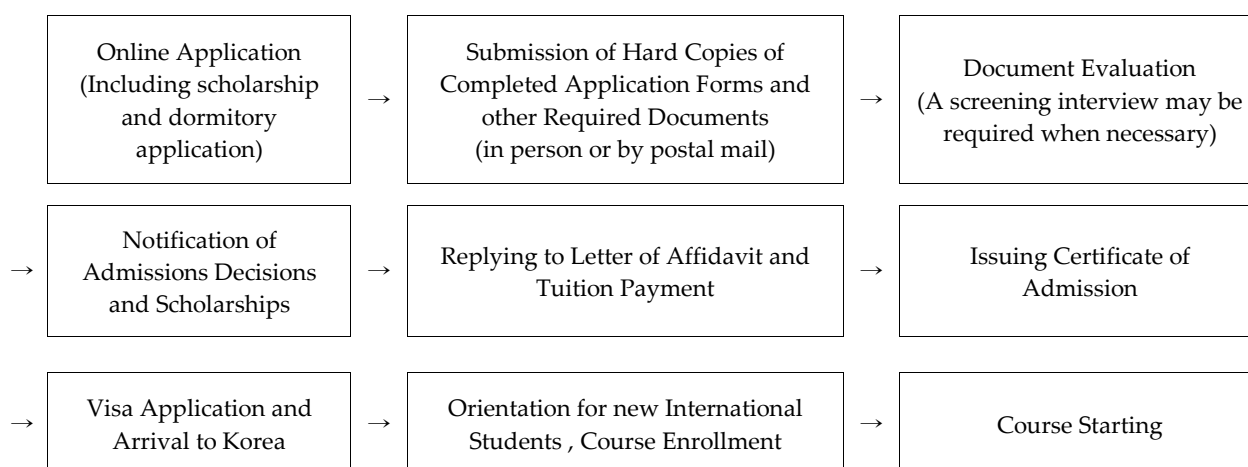 Online Application
(Including scholarship
and dormitory
application)
→
Submission of Hard Copies of
Completed Application Forms and
other Required Documents
(in person or by postal mail)
→
Document Evaluation
(A screening interview may be
required when necessary)
→
Notification of
Admissions Decisions
and Scholarships
→
Replying to Letter of Affidavit and
Tuition Payment
→
Issuing Certificate of
Admission
→
Visa Application and
Arrival to Korea
→
Orientation for new International
Students , Course Enrollment
→
Course Starting